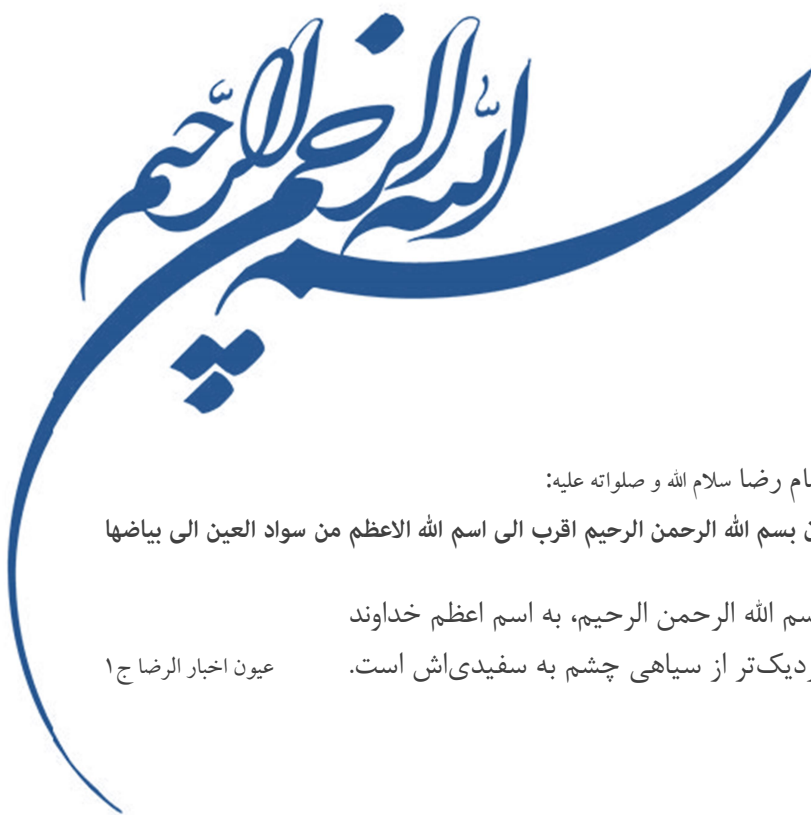 بسم الله الرحمن الرحیم
ام رضا سلام الله و صلواته علیه:
بسم الله الرحمن الرحیم اقرب الی اسم الله الاعظم من سواد العین الی بیاضها
سم الله الرحمن الرحیم، به اسم اعظم خداوند
زدیک‌تر از سیاهی چشم به سفیدی‌اش است. عیون اخبار الرضا ج۱